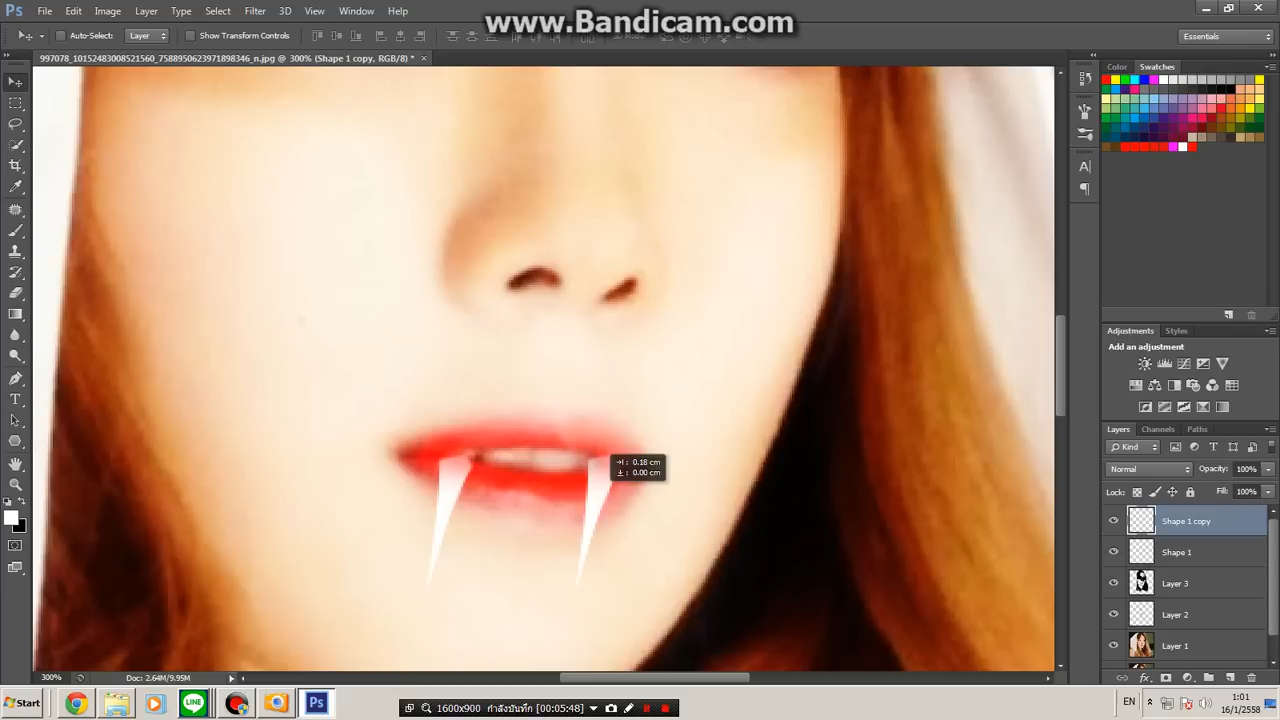 www.Bandicam.com
Ps File Edit Image Layer Type Select Filter 3D View Window Help
Auto-Select: Layer Show Transform Controls Essentials
997078_10152483008521560_7588950623971898346_n.jpg @ 300% (Shape 1 copy, RGB/8) *
Color Swatches
Adjustments Styles
Add an adjustment
Layers Channels Paths
Kind
Normal Opacity: 100%
Lock: Fill: 100%
Shape 1 copy
Shape 1
Layer 3
Layer 2
Layer 1
0.18 cm
0.00 cm
300% Doc: 2.64M/9.95M
Start LINE Ps 1600x900 กำลังบันทึก [00:05:48] EN 1:01
16/1/2558